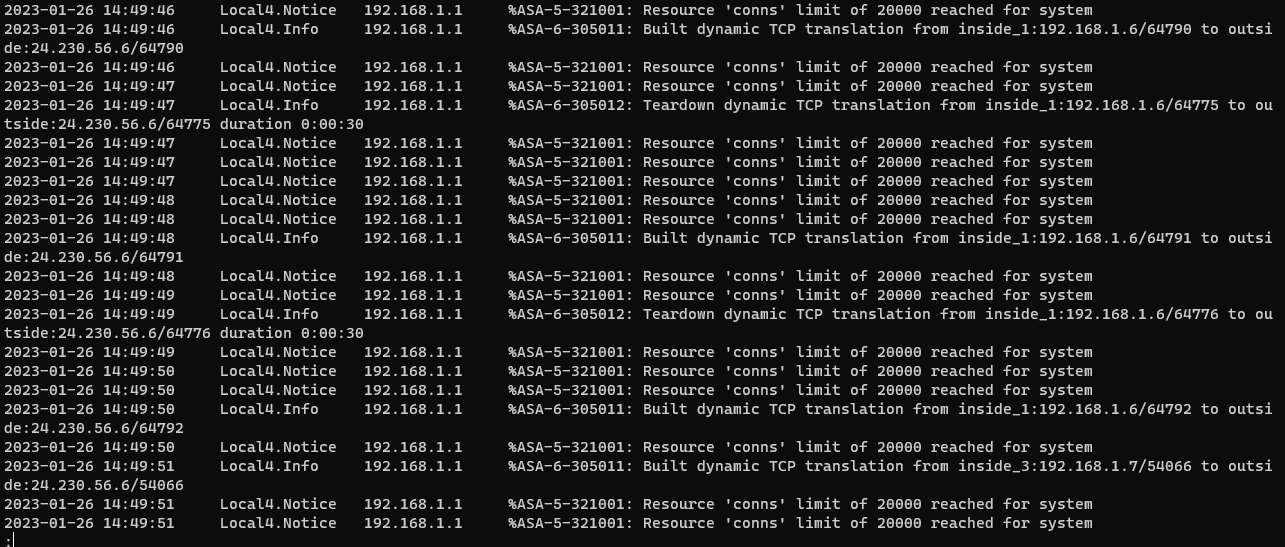 2023-01-26 14:49:46     Local4.Notice   192.168.1.1     %ASA-5-321001: Resource 'conns' limit of 20000 reached for system
2023-01-26 14:49:46     Local4.Info     192.168.1.1     %ASA-6-305011: Built dynamic TCP translation from inside_1:192.168.1.6/64790 to outsi
de:24.230.56.6/64790
2023-01-26 14:49:46     Local4.Notice   192.168.1.1     %ASA-5-321001: Resource 'conns' limit of 20000 reached for system
2023-01-26 14:49:47     Local4.Notice   192.168.1.1     %ASA-5-321001: Resource 'conns' limit of 20000 reached for system
2023-01-26 14:49:47     Local4.Info     192.168.1.1     %ASA-6-305012: Teardown dynamic TCP translation from inside_1:192.168.1.6/64775 to ou
tside:24.230.56.6/64775 duration 0:00:30
2023-01-26 14:49:47     Local4.Notice   192.168.1.1     %ASA-5-321001: Resource 'conns' limit of 20000 reached for system
2023-01-26 14:49:47     Local4.Notice   192.168.1.1     %ASA-5-321001: Resource 'conns' limit of 20000 reached for system
2023-01-26 14:49:47     Local4.Notice   192.168.1.1     %ASA-5-321001: Resource 'conns' limit of 20000 reached for system
2023-01-26 14:49:48     Local4.Notice   192.168.1.1     %ASA-5-321001: Resource 'conns' limit of 20000 reached for system
2023-01-26 14:49:48     Local4.Notice   192.168.1.1     %ASA-5-321001: Resource 'conns' limit of 20000 reached for system
2023-01-26 14:49:48     Local4.Info     192.168.1.1     %ASA-6-305011: Built dynamic TCP translation from inside_1:192.168.1.6/64791 to outsi
de:24.230.56.6/64791
2023-01-26 14:49:48     Local4.Notice   192.168.1.1     %ASA-5-321001: Resource 'conns' limit of 20000 reached for system
2023-01-26 14:49:49     Local4.Notice   192.168.1.1     %ASA-5-321001: Resource 'conns' limit of 20000 reached for system
2023-01-26 14:49:49     Local4.Info     192.168.1.1     %ASA-6-305012: Teardown dynamic TCP translation from inside_1:192.168.1.6/64776 to ou
tside:24.230.56.6/64776 duration 0:00:30
2023-01-26 14:49:49     Local4.Notice   192.168.1.1     %ASA-5-321001: Resource 'conns' limit of 20000 reached for system
2023-01-26 14:49:50     Local4.Notice   192.168.1.1     %ASA-5-321001: Resource 'conns' limit of 20000 reached for system
2023-01-26 14:49:50     Local4.Notice   192.168.1.1     %ASA-5-321001: Resource 'conns' limit of 20000 reached for system
2023-01-26 14:49:50     Local4.Info     192.168.1.1     %ASA-6-305011: Built dynamic TCP translation from inside_1:192.168.1.6/64792 to outsi
de:24.230.56.6/64792
2023-01-26 14:49:50     Local4.Notice   192.168.1.1     %ASA-5-321001: Resource 'conns' limit of 20000 reached for system
2023-01-26 14:49:51     Local4.Info     192.168.1.1     %ASA-6-305011: Built dynamic TCP translation from inside_3:192.168.1.7/54066 to outsi
de:24.230.56.6/54066
2023-01-26 14:49:51     Local4.Notice   192.168.1.1     %ASA-5-321001: Resource 'conns' limit of 20000 reached for system
2023-01-26 14:49:51     Local4.Notice   192.168.1.1     %ASA-5-321001: Resource 'conns' limit of 20000 reached for system
: